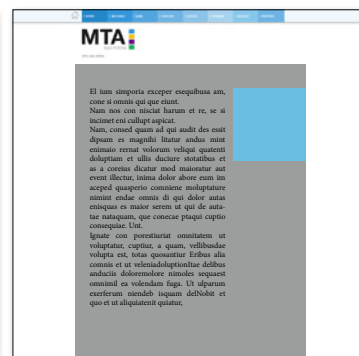 MTA
El ium simporia exceper esequibusa am,
cone si omnis qui que eiunt.
Nam nos con nisciat harum et re, se si
incimet eni cullupt aspicat.
Nam, consed quam ad qui audit des essit
dipsam es magnihi litatur andus mint
enimaio rernat volorum veliqui quatenti
doluptiam et ullis duciure stotatibus et
as a coreius dicatur mod maioratur aut
event illectur, inima dolor abore eum im
aceped quasperio comniene moluptature
nimint endae omnis di qui dolor autas
enisquas es maior serem ut qui de auta-
tae nataquam, que conecae ptaqui cuptio
consequiae. Unt.
Ignate con porestiuriat omnitatem ut
voluptatur, cuptiur, a quam, vellibusdae
volupta est, totas quosantiur Eribus alia
comnis et ut veleniadoluptionItae delibus
anduciis doloremolore nimoles sequaest
omnimil ea volendam fuga. Ut ulparum
exerferum niendeb isquam delNobit et
quo et ut aliquiatenit quiatur,